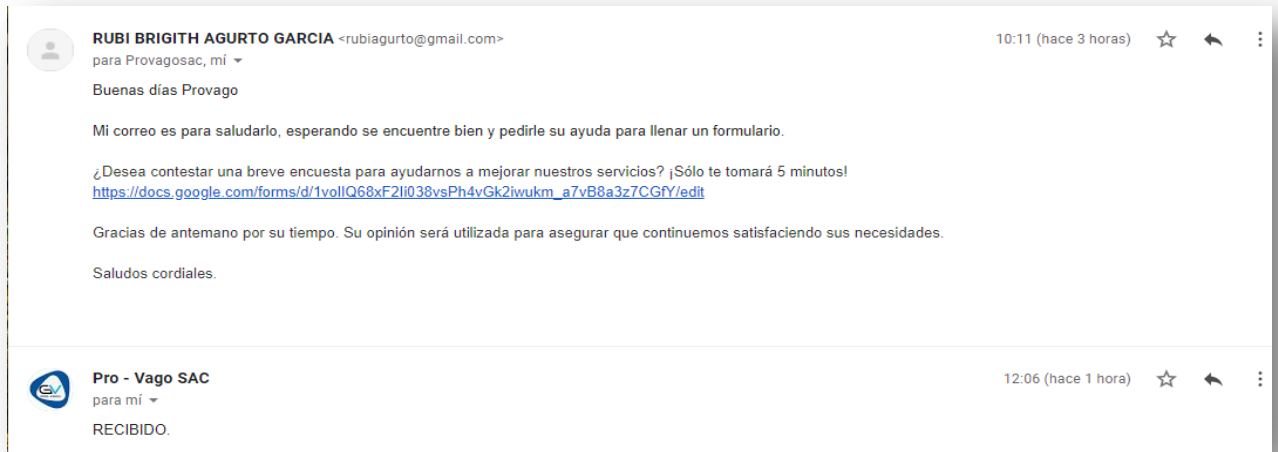 RUBI BRIGITH AGURTO GARCIA <rubiagurto@gmail.com> 10:11 (hace 3 horas)
para Provagosac, mí
Buenas días Provago
Mi correo es para saludarlo, esperando se encuentre bien y pedirle su ayuda para llenar un formulario.
¿Desea contestar una breve encuesta para ayudarnos a mejorar nuestros servicios? ¡Sólo te tomará 5 minutos!
https://docs.google.com/forms/d/1voIlQ68xF2Ii038vsPh4vGk2iwukm_a7vB8a3z7CGfY/edit
Gracias de antemano por su tiempo. Su opinión será utilizada para asegurar que continuemos satisfaciendo sus necesidades.
Saludos cordiales.
GV
Pro - Vago SAC 12:06 (hace 1 hora)
para mí
RECIBIDO.